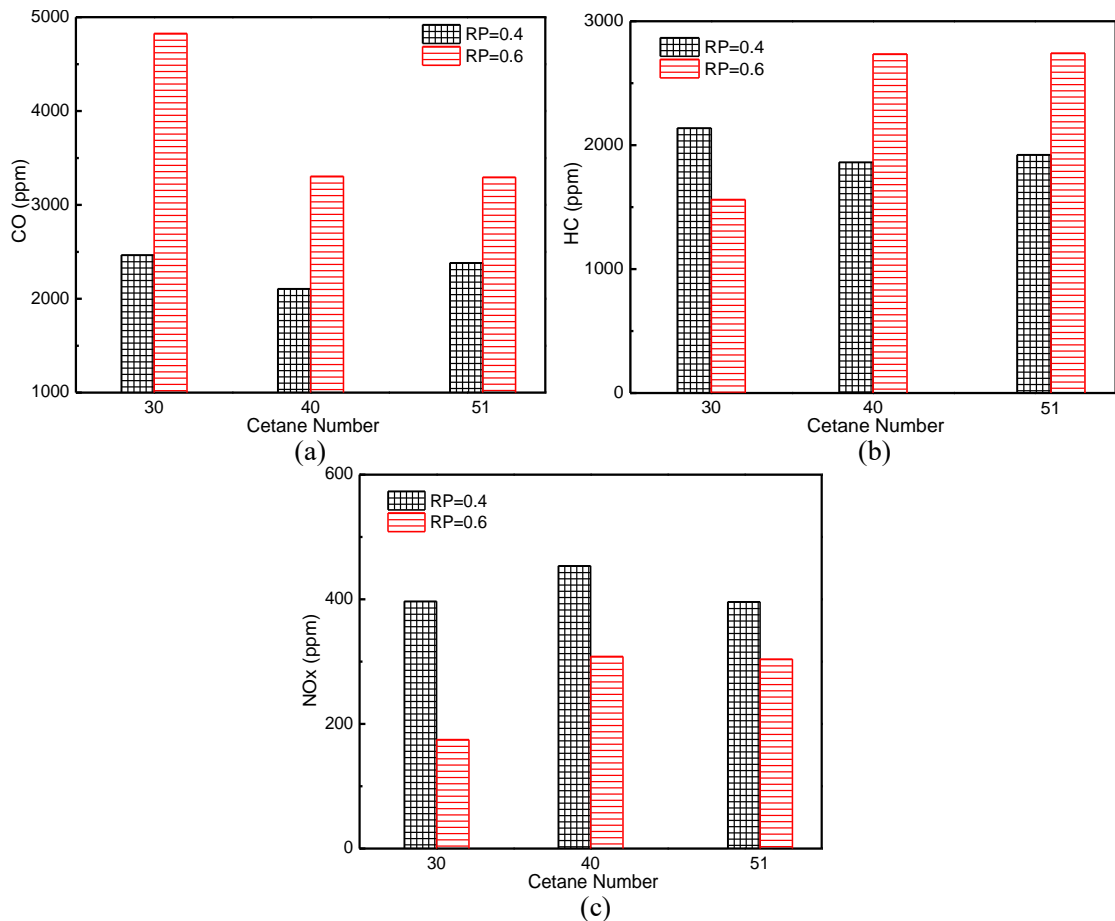 5000
4000
3000
2000
1000
CO (ppm)
RP=0.4
RP=0.6
30 40 51
Cetane Number
(a)
3000
2000
1000
0
HC (ppm)
RP=0.4
RP=0.6
30 40 51
Cetane Number
(b)
600
400
200
0
NOx (ppm)
RP=0.4
RP=0.6
30 40 51
Cetane Number
(c)